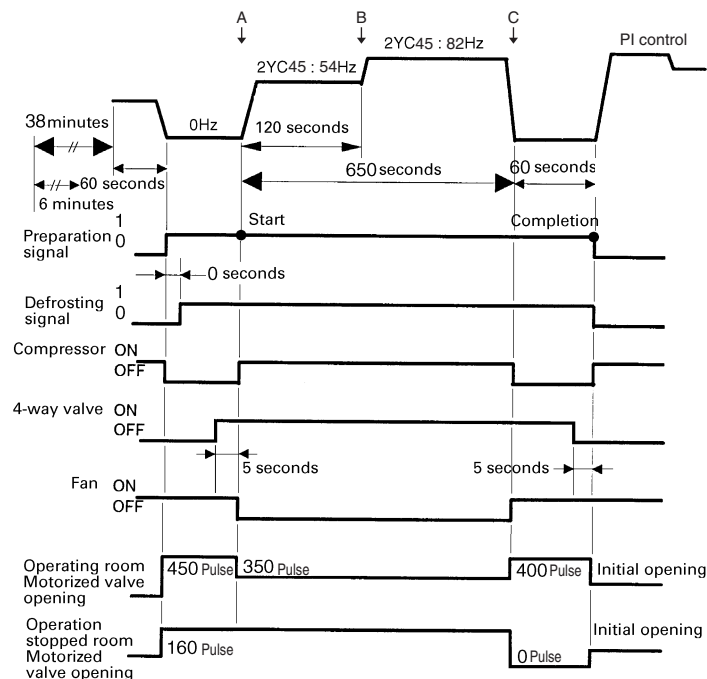 A
B
C
2YC45 : 54Hz
2YC45 : 82Hz
PI control
38 minutes
0Hz
120 seconds
650 seconds
60 seconds
60 seconds
6 minutes
Start
Completion
1
0
Preparation
signal
0 seconds
1
0
Defrosting
signal
Compressor ON
OFF
4-way valve ON
OFF
5 seconds
5 seconds
Fan ON
OFF
Operating room
Motorized valve
opening
450 Pulse
350 Pulse
400 Pulse
Initial opening
Operation
stopped room
Motorized
valve opening
160 Pulse
0 Pulse
Initial opening